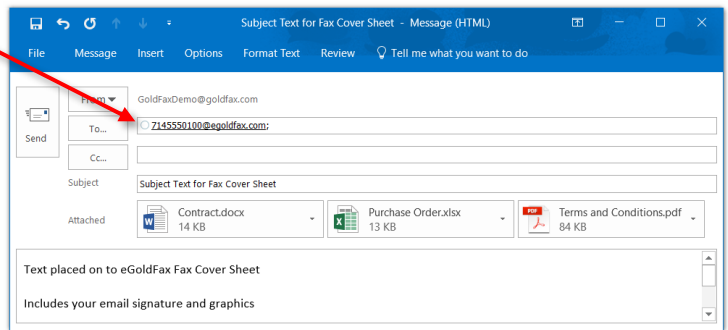 Subject Text for Fax Cover Sheet - Message (HTML)
File Message Insert Options Format Text Review Tell me what you want to do
From GoldFaxDemo@goldfax.com
Send
To... 7145550100@egoldfax.com;
Cc...
Subject Subject Text for Fax Cover Sheet
Attached
Contract.docx
14 KB
Purchase Order.xlsx
13 KB
PDF
Terms and Conditions.pdf
84 KB
Text placed on to eGoldFax Fax Cover Sheet
Includes your email signature and graphics